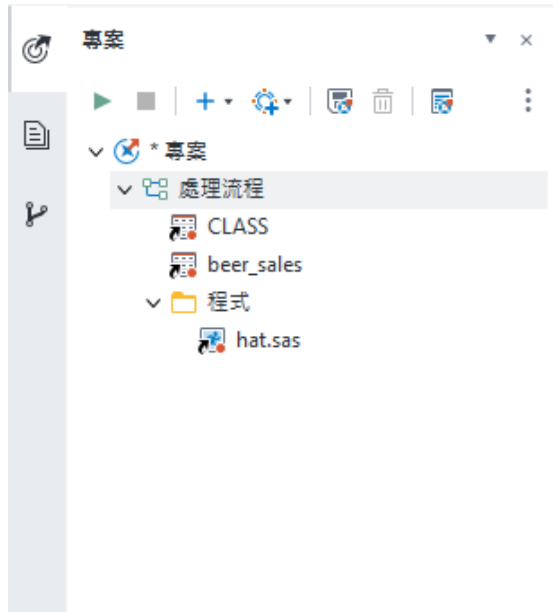 專案
* 專案
處理流程
CLASS
beer_sales
程式
hat.sas